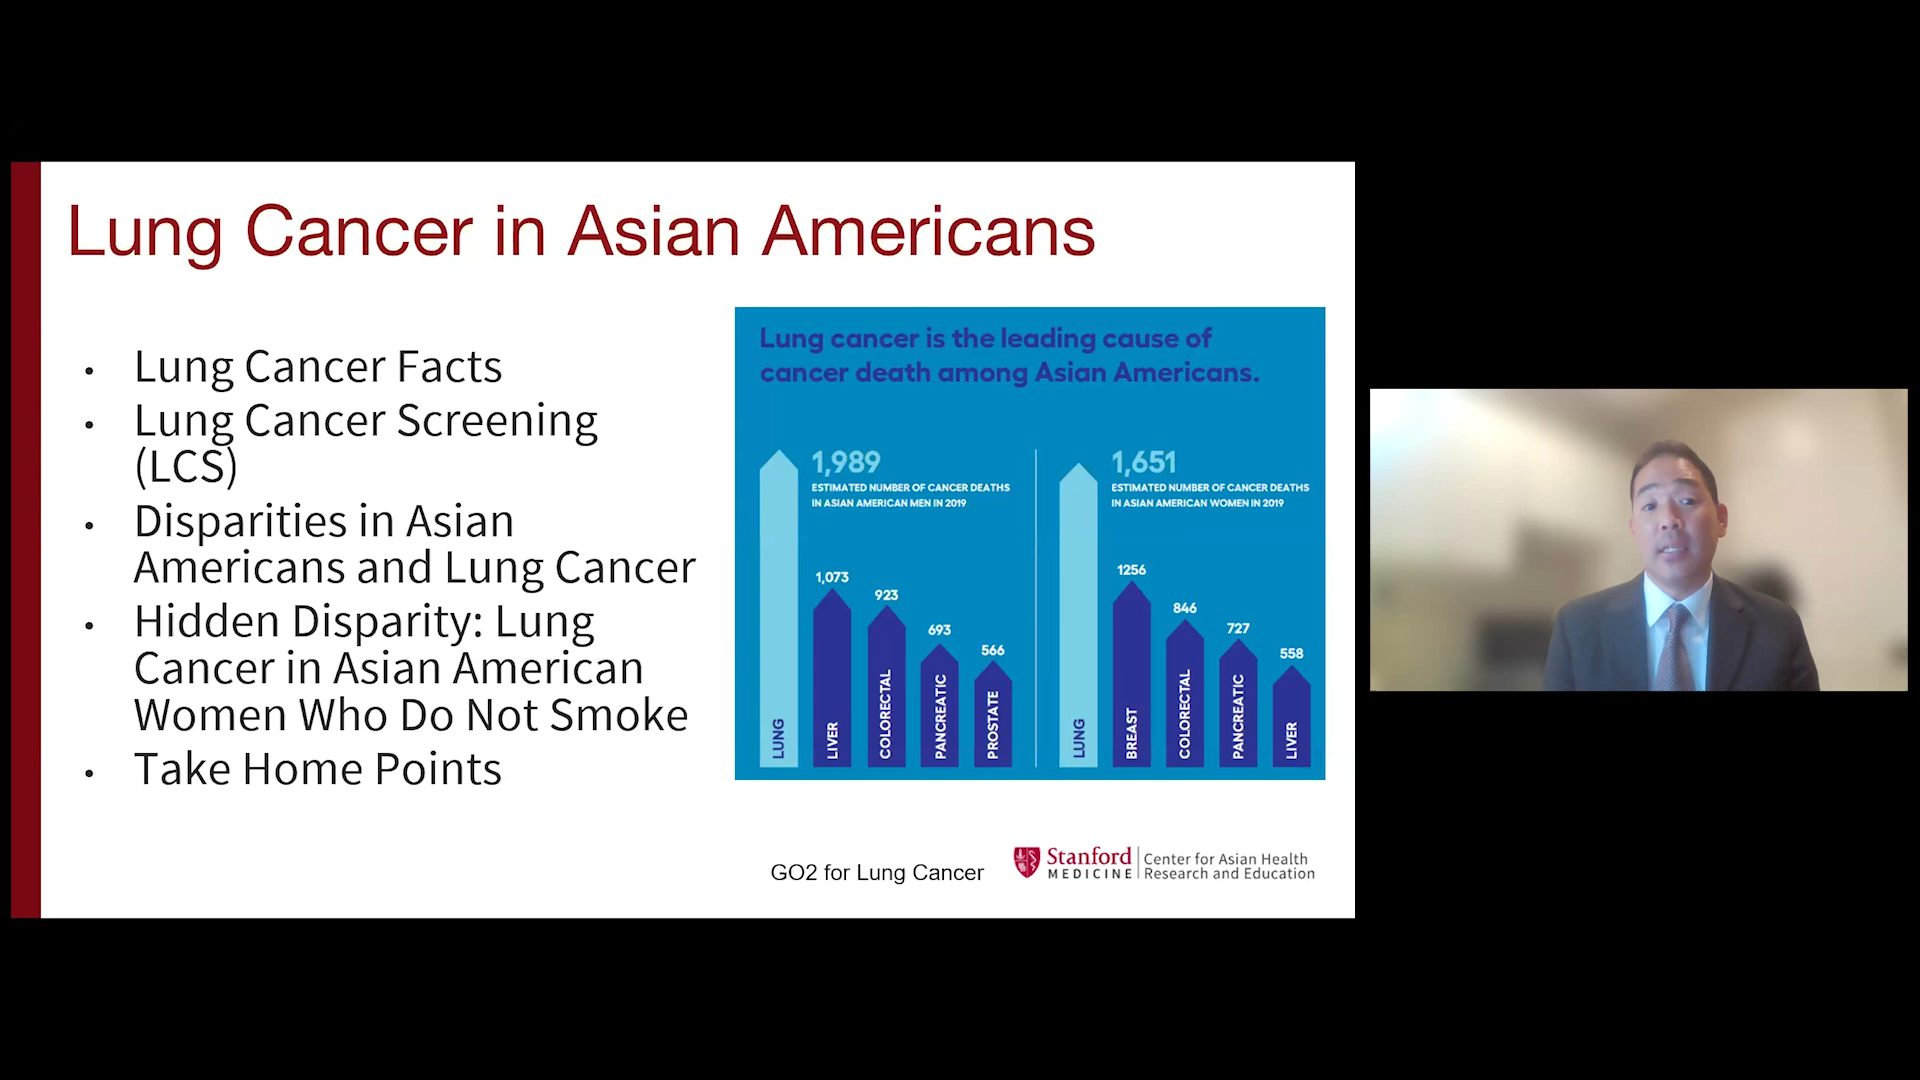 Lung Cancer in Asian Americans
• Lung Cancer Facts
• Lung Cancer Screening
(LCS)
• Disparities in Asian
Americans and Lung Cancer
• Hidden Disparity: Lung
Cancer in Asian American
Women Who Do Not Smoke
• Take Home Points
Lung cancer is the leading cause of
cancer death among Asian Americans.
1,989
ESTIMATED NUMBER OF CANCER DEATHS
IN ASIAN AMERICAN MEN IN 2019
1,073
923
693
566
LUNG
LIVER
COLORECTAL
PANCREATIC
PROSTATE
1,651
ESTIMATED NUMBER OF CANCER DEATHS
IN ASIAN AMERICAN WOMEN IN 2019
1256
846
727
558
LUNG
BREAST
COLORECTAL
PANCREATIC
LIVER
GO2 for Lung Cancer
Stanford
MEDICINE
Center for Asian Health
Research and Education